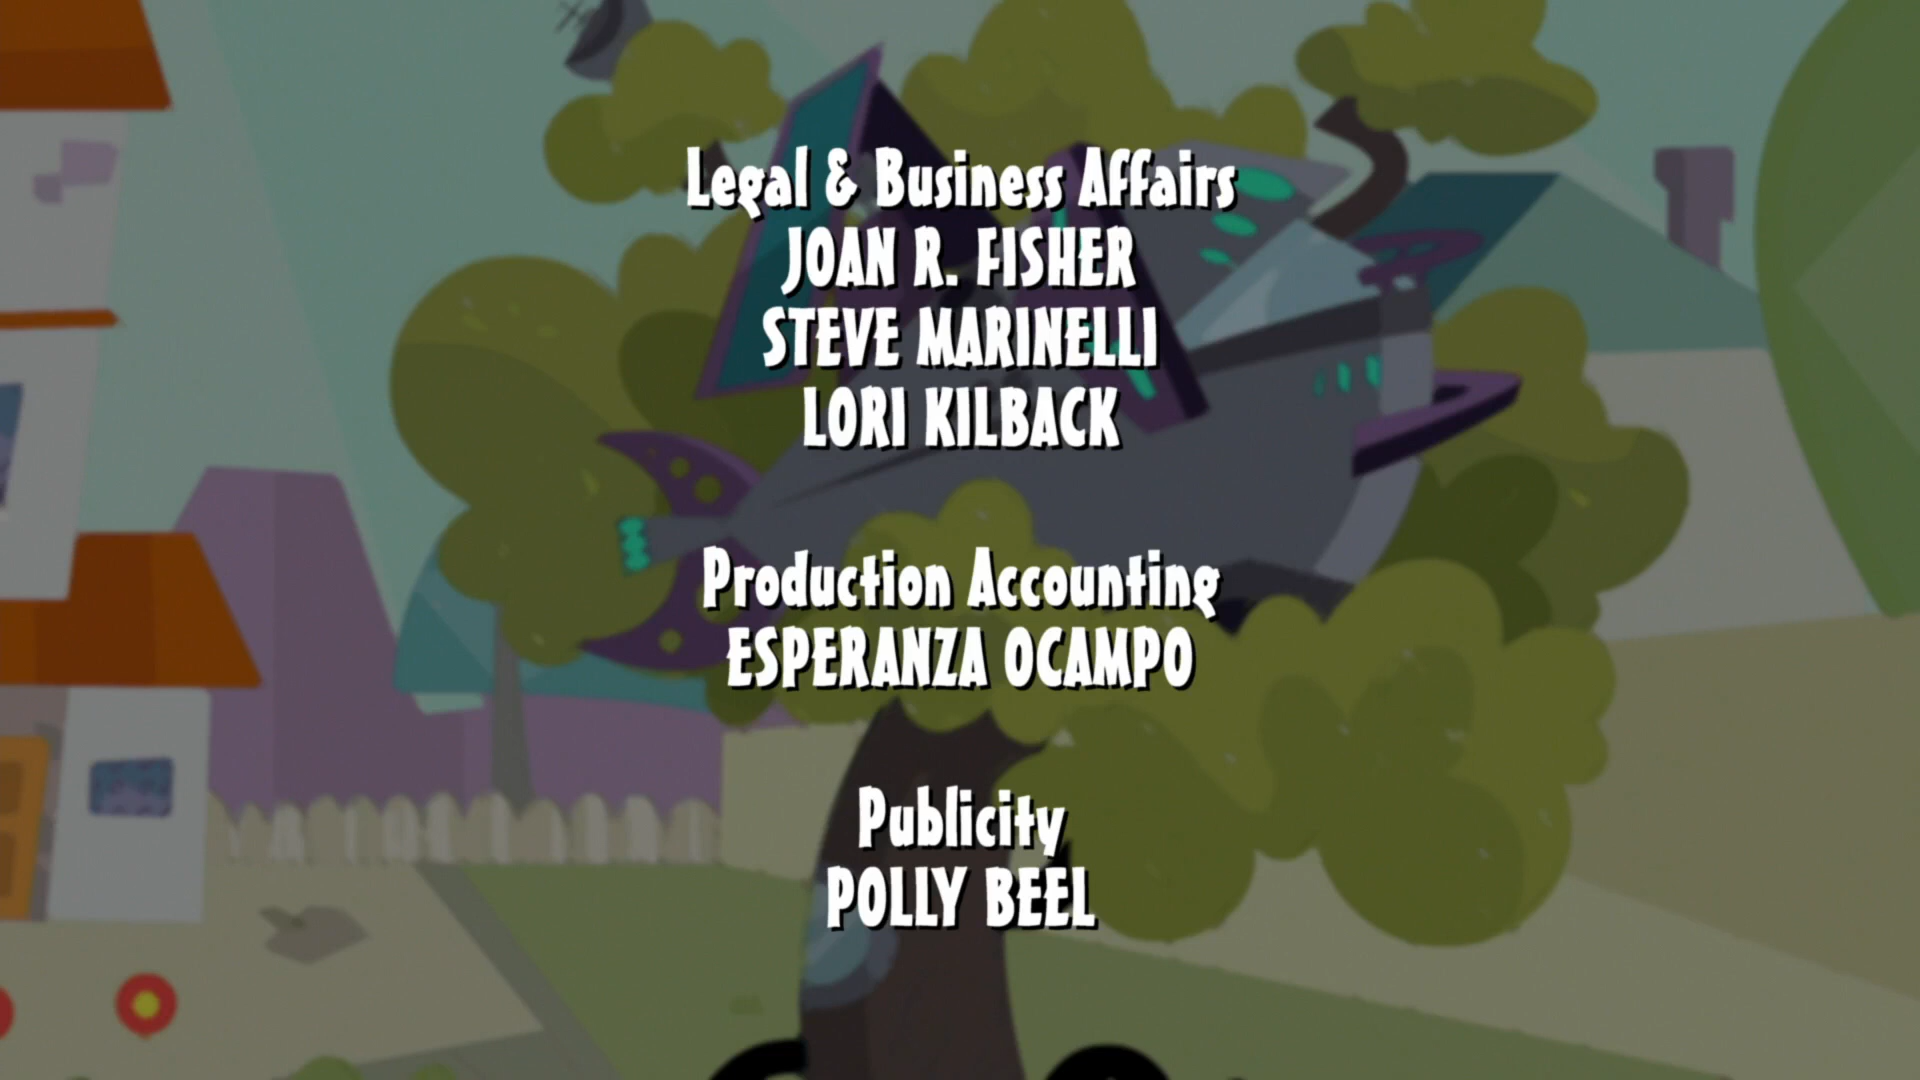 Legal & Business Affairs
JOAN R. FISHER
STEVE MARINELLI
LORI KILBACK
Production Accounting
ESPERANZA OCAMPO
Publicity
POLLY BEEL